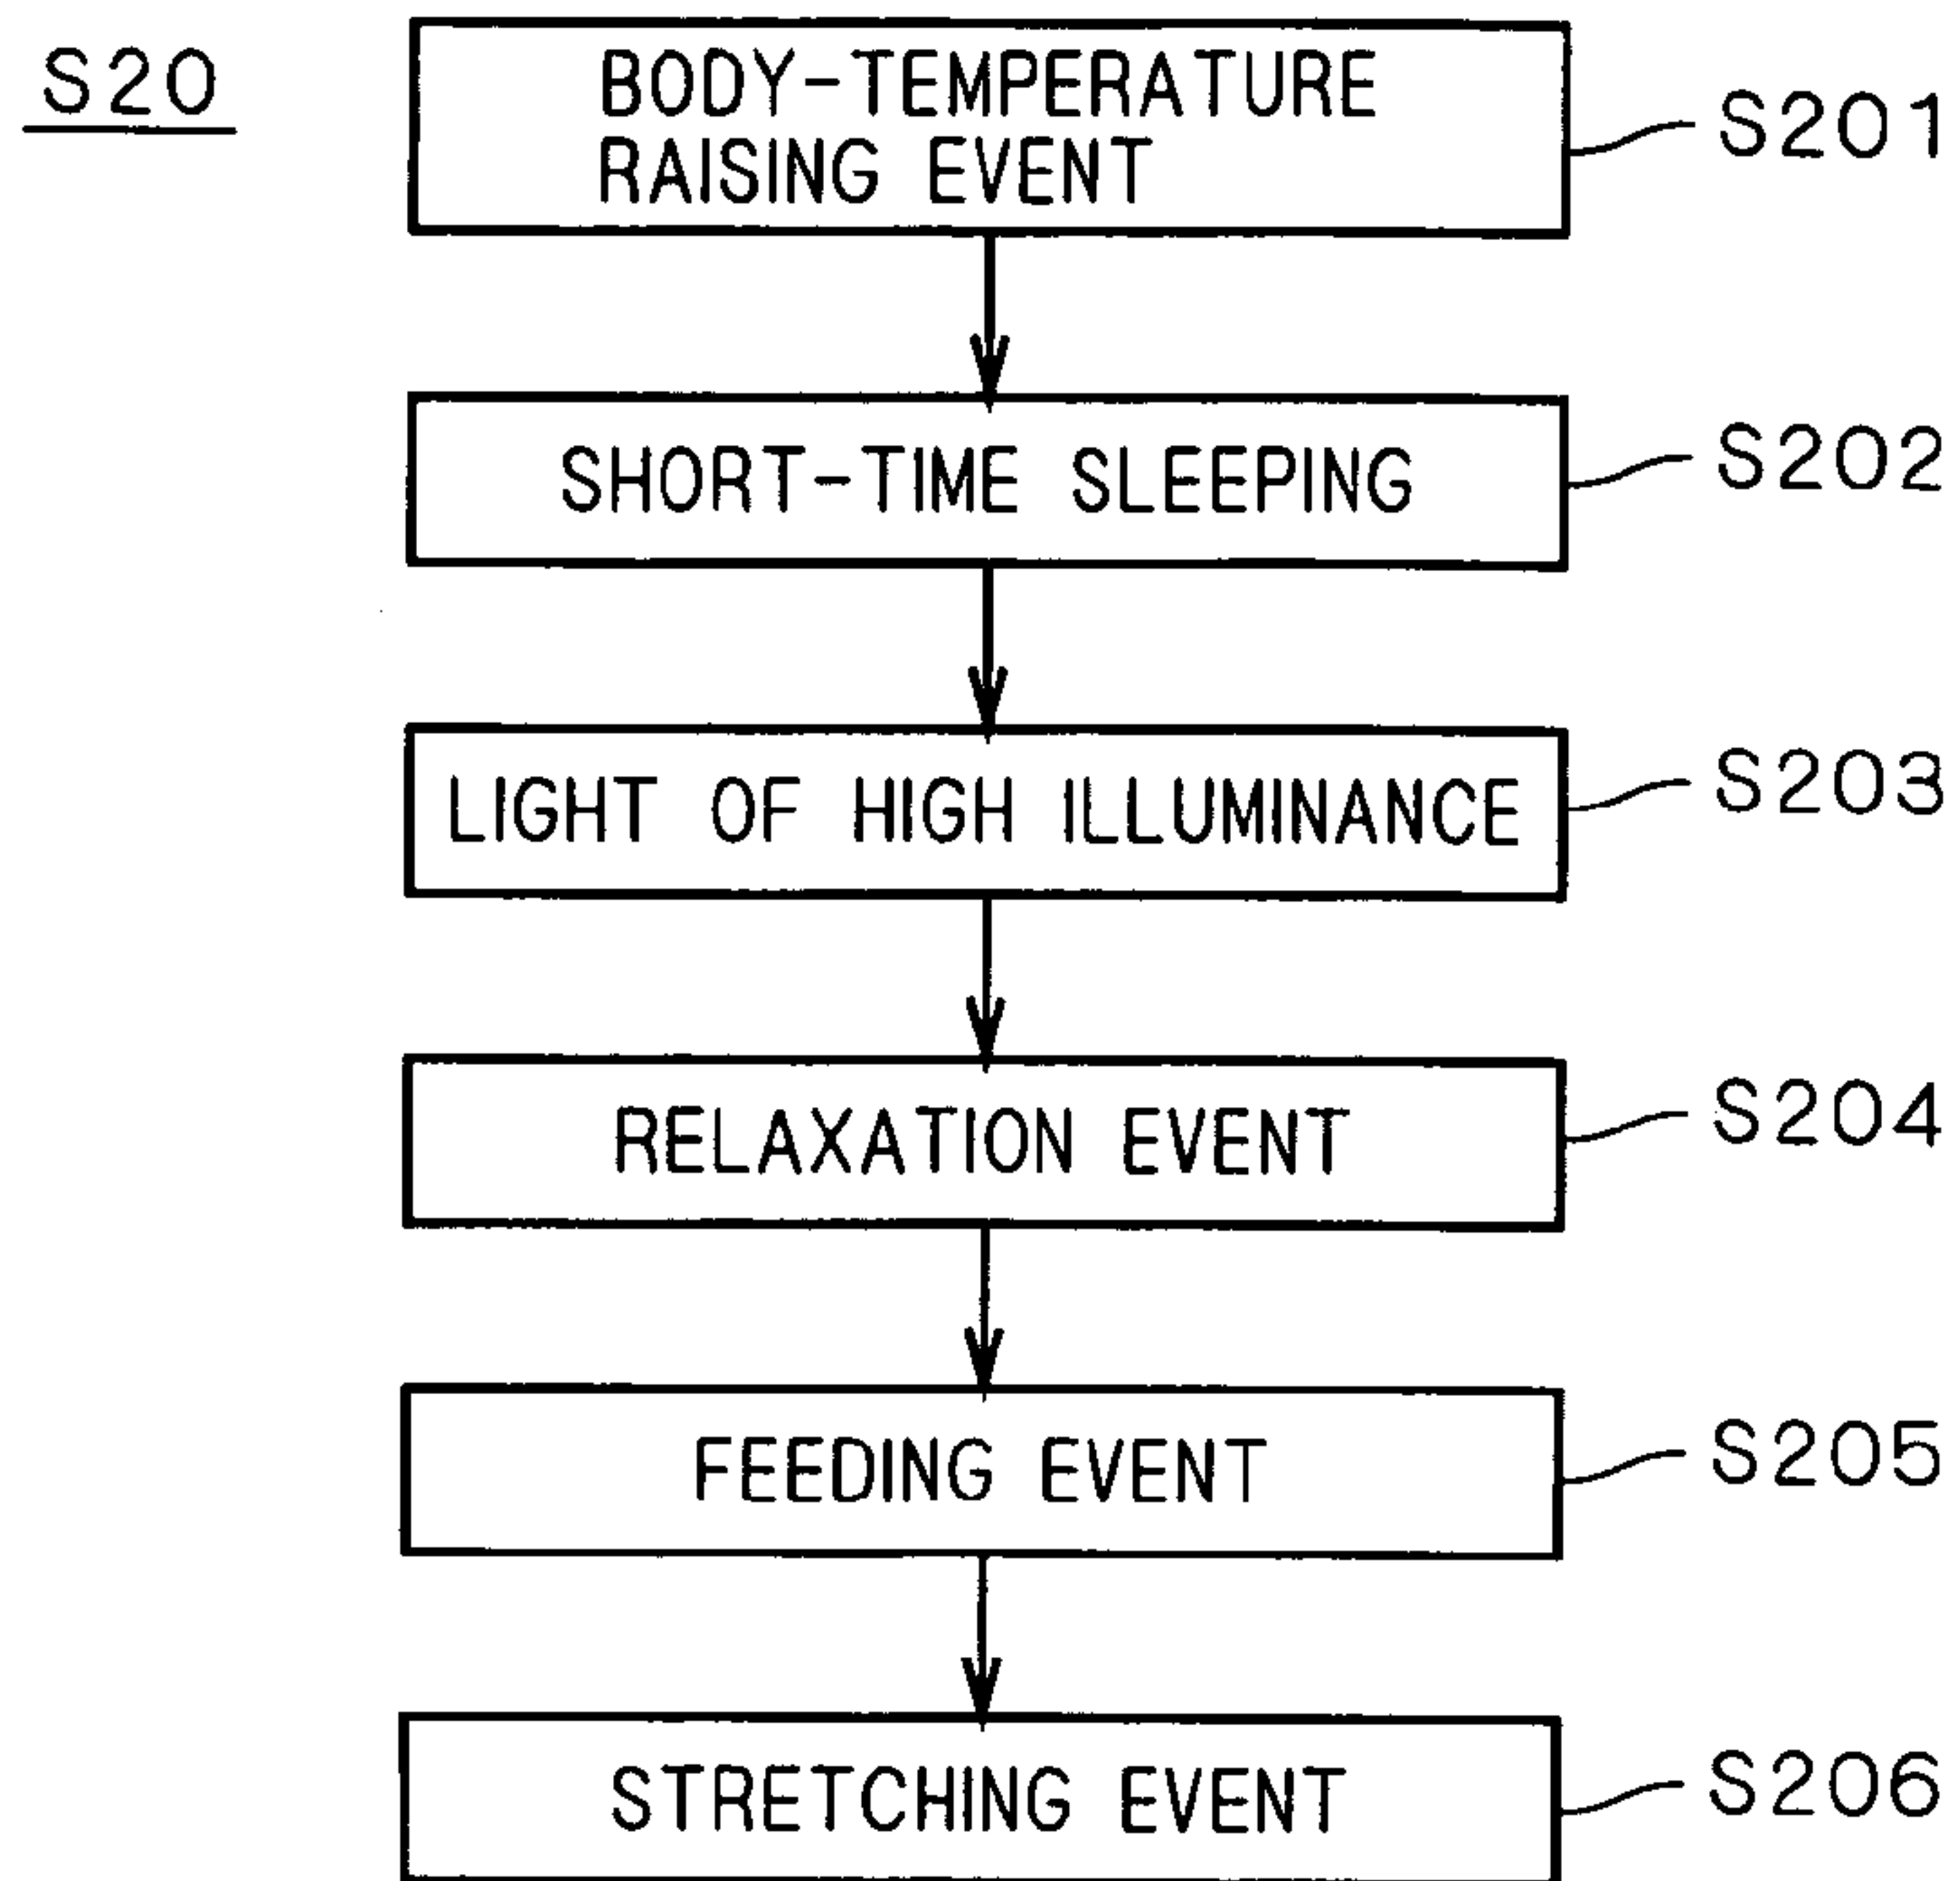 S20
BODY-TEMPERATURE
RAISING EVENT
S201
SHORT-TIME SLEEPING
S202
LIGHT OF HIGH ILLUMINANCE
S203
RELAXATION EVENT
S204
FEEDING EVENT
S205
STRETCHING EVENT
S206